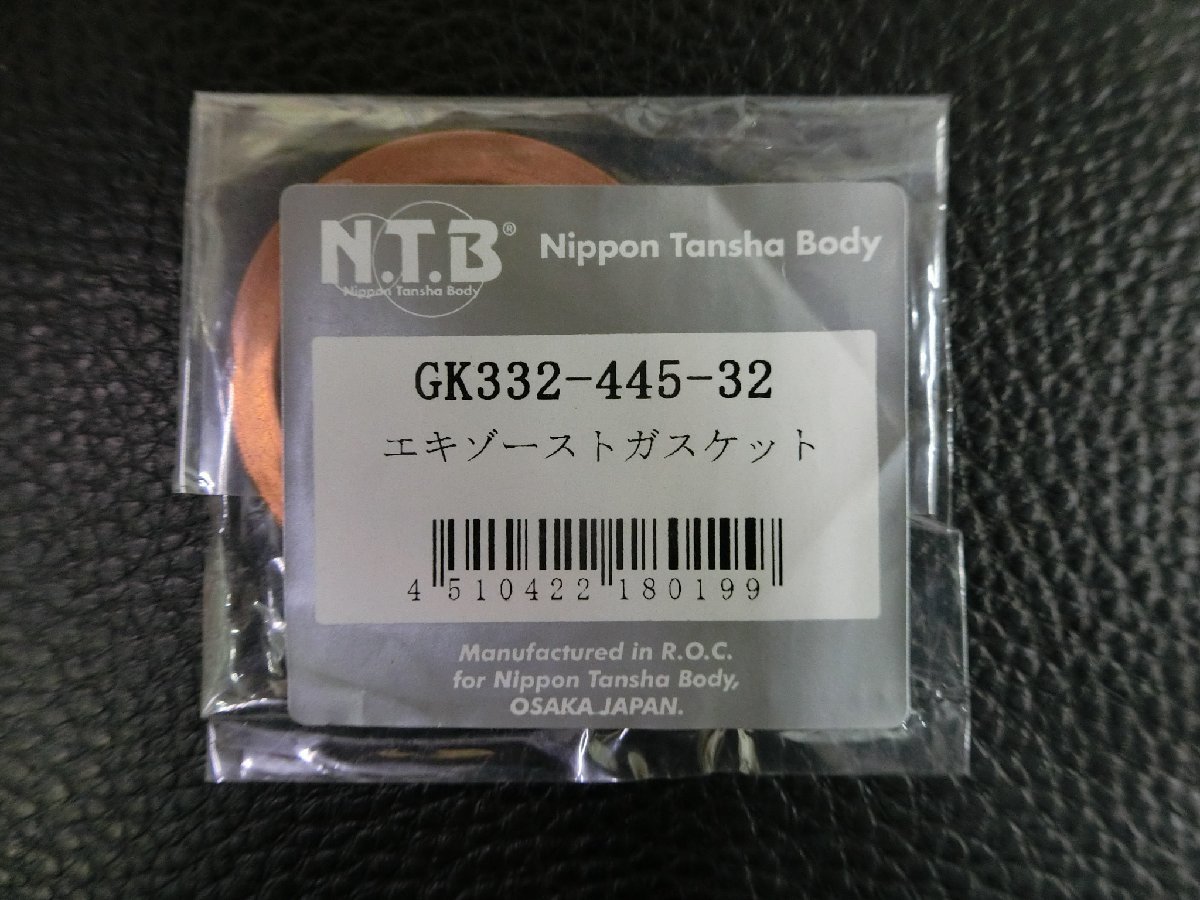 N.T.B® Nippon Tansha Body
Nippon Tansha Body
GK332-445-32
エキゾーストガスケット
4 510422 180199
Manufactured in R.O.C.
for Nippon Tansha Body,
OSAKA JAPAN.